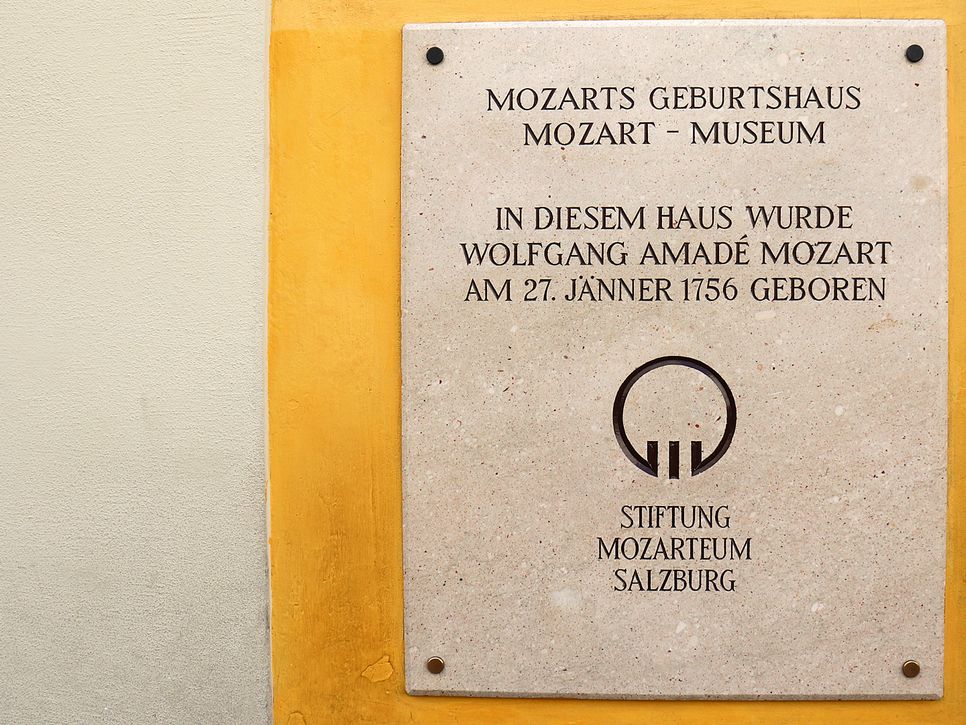 MOZARTS GEBURTSHAUS
MOZART - MUSEUM
IN DIESEM HAUS WURDE
WOLFGANG AMADÉ MOZART
AM 27. JÄNNER 1756 GEBOREN
STIFTUNG
MOZARTEUM
SALZBURG